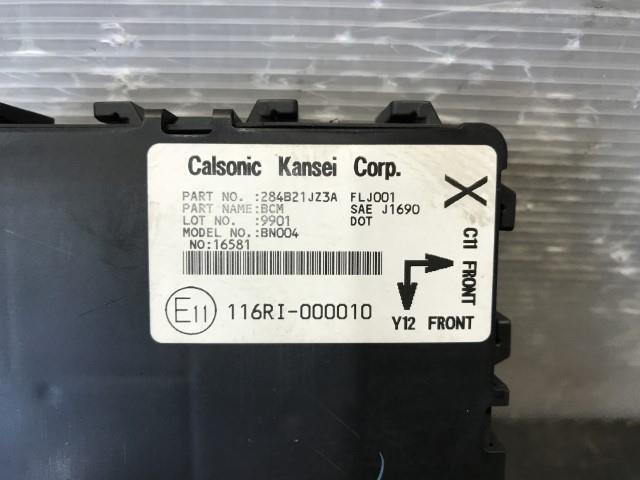 Calsonic Kansei Corp.
PART NO. :284B21JZ3A FLJ001
PART NAME:BCM SAE J1690
LOT NO. :9901 DOT
MODEL NO.:BN004
NO:16581
X
C11 FRONT
E11 116RI-000010
Y12 FRONT